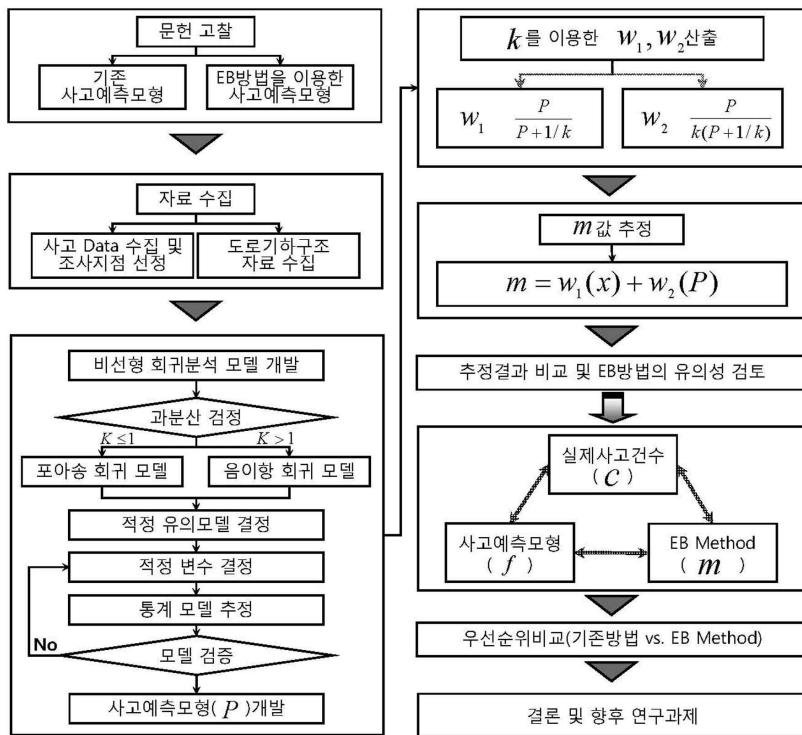 문헌 고찰
기존
사고예측모형
EB방법을 이용한
사고예측모형
자료 수집
사고 Data 수집 및
조사지점 선정
도로기하구조
자료 수집
비선형 회귀분석 모델 개발
과분산 검정
K ≤ 1
K > 1
포아송 회귀 모델
음이항 회귀 모델
적정 유의모델 결정
적정 변수 결정
통계 모델 추정
No
모델 검증
사고예측모형( P )개발
k를 이용한 w₁, w₂산출
w₁ P / P+1/k
w₂ P / k(P+1/k)
m값 추정
m = w₁(x) + w₂(P)
추정결과 비교 및 EB방법의 유의성 검토
실제사고건수
( c )
사고예측모형
( f )
EB Method
( m )
우선순위비교(기존방법 vs. EB Method)
결론 및 향후 연구과제